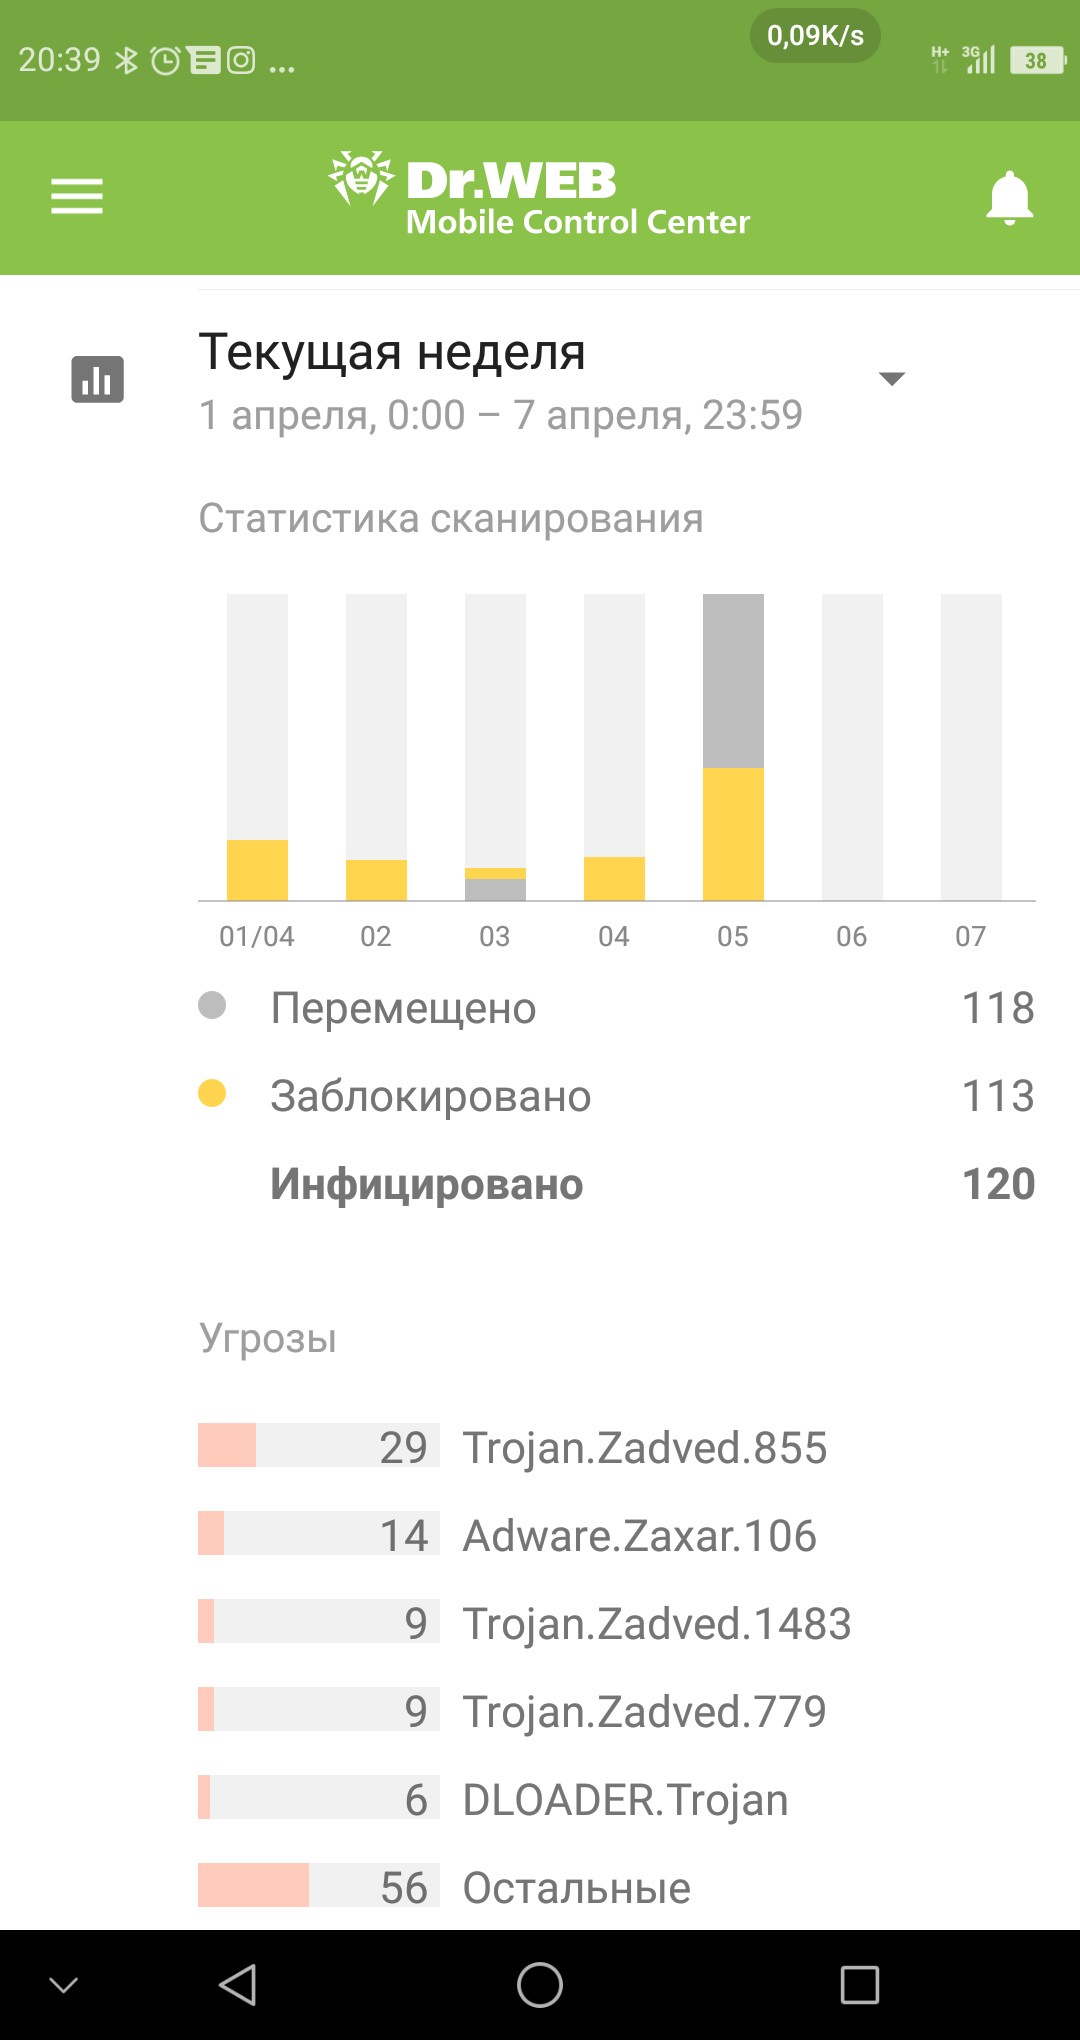 0,09K/s
20:39 ... H+ 3G 38
Dr.WEB
Mobile Control Center
Текущая неделя
1 апреля, 0:00 – 7 апреля, 23:59
Статистика сканирования
01/04 02 03 04 05 06 07
Перемещено 118
Заблокировано 113
Инфицировано 120
Угрозы
29 Trojan.Zadved.855
14 Adware.Zaxar.106
9 Trojan.Zadved.1483
9 Trojan.Zadved.779
6 DLOADER.Trojan
56 Остальные